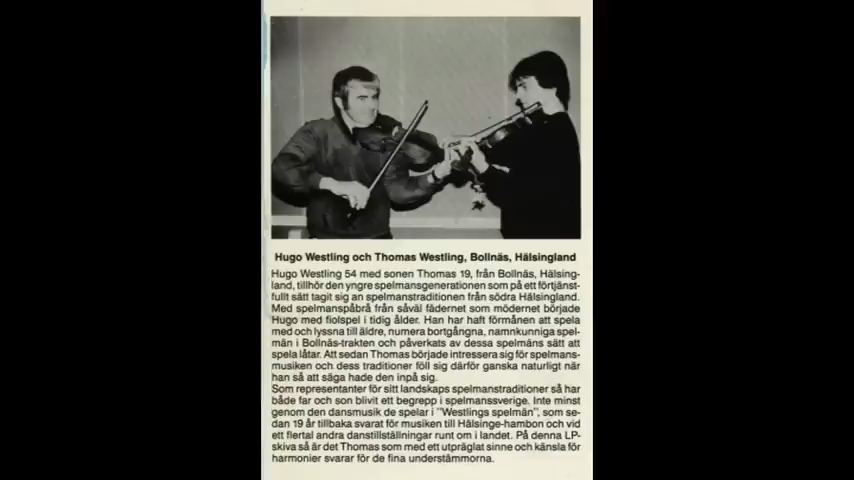 Hugo Westling och Thomas Westling, Bollnäs, Hälsingland
Hugo Westling 54 med sonen Thomas 19, från Bollnäs, Hälsing-
land, tillhör den yngre spelmansgenerationen som på ett förtjänst-
fullt sätt tagit sig an spelmanstraditionen från södra Hälsingland.
Med spelmanspåbrå från såväl fädernet som mödernet började
Hugo med fiolspel i tidig ålder. Han har haft förmånen att spela
med och lyssna till äldre, numera bortgångna, namnkunniga spel-
män i Bollnäs-trakten och påverkats av dessa spelmäns sätt att
spela låtar. Att sedan Thomas började intressera sig för spelmans-
musiken och dess traditioner föll sig därför ganska naturligt när
han så att säga hade den inpå sig.
Som representanter för sitt landskaps spelmanstraditioner så har
både far och son blivit ett begrepp i spelmanssverige. Inte minst
genom den dansmusik de spelar i "Westlings spelmän", som se-
dan 19 år tillbaka svarat för musiken till Hälsinge-hambon och vid
ett flertal andra danstillställningar runt om i landet. På denna LP-
skiva så är det Thomas som med ett utpräglat sinne och känsla för
harmonier svarar för de fina understämmorna.